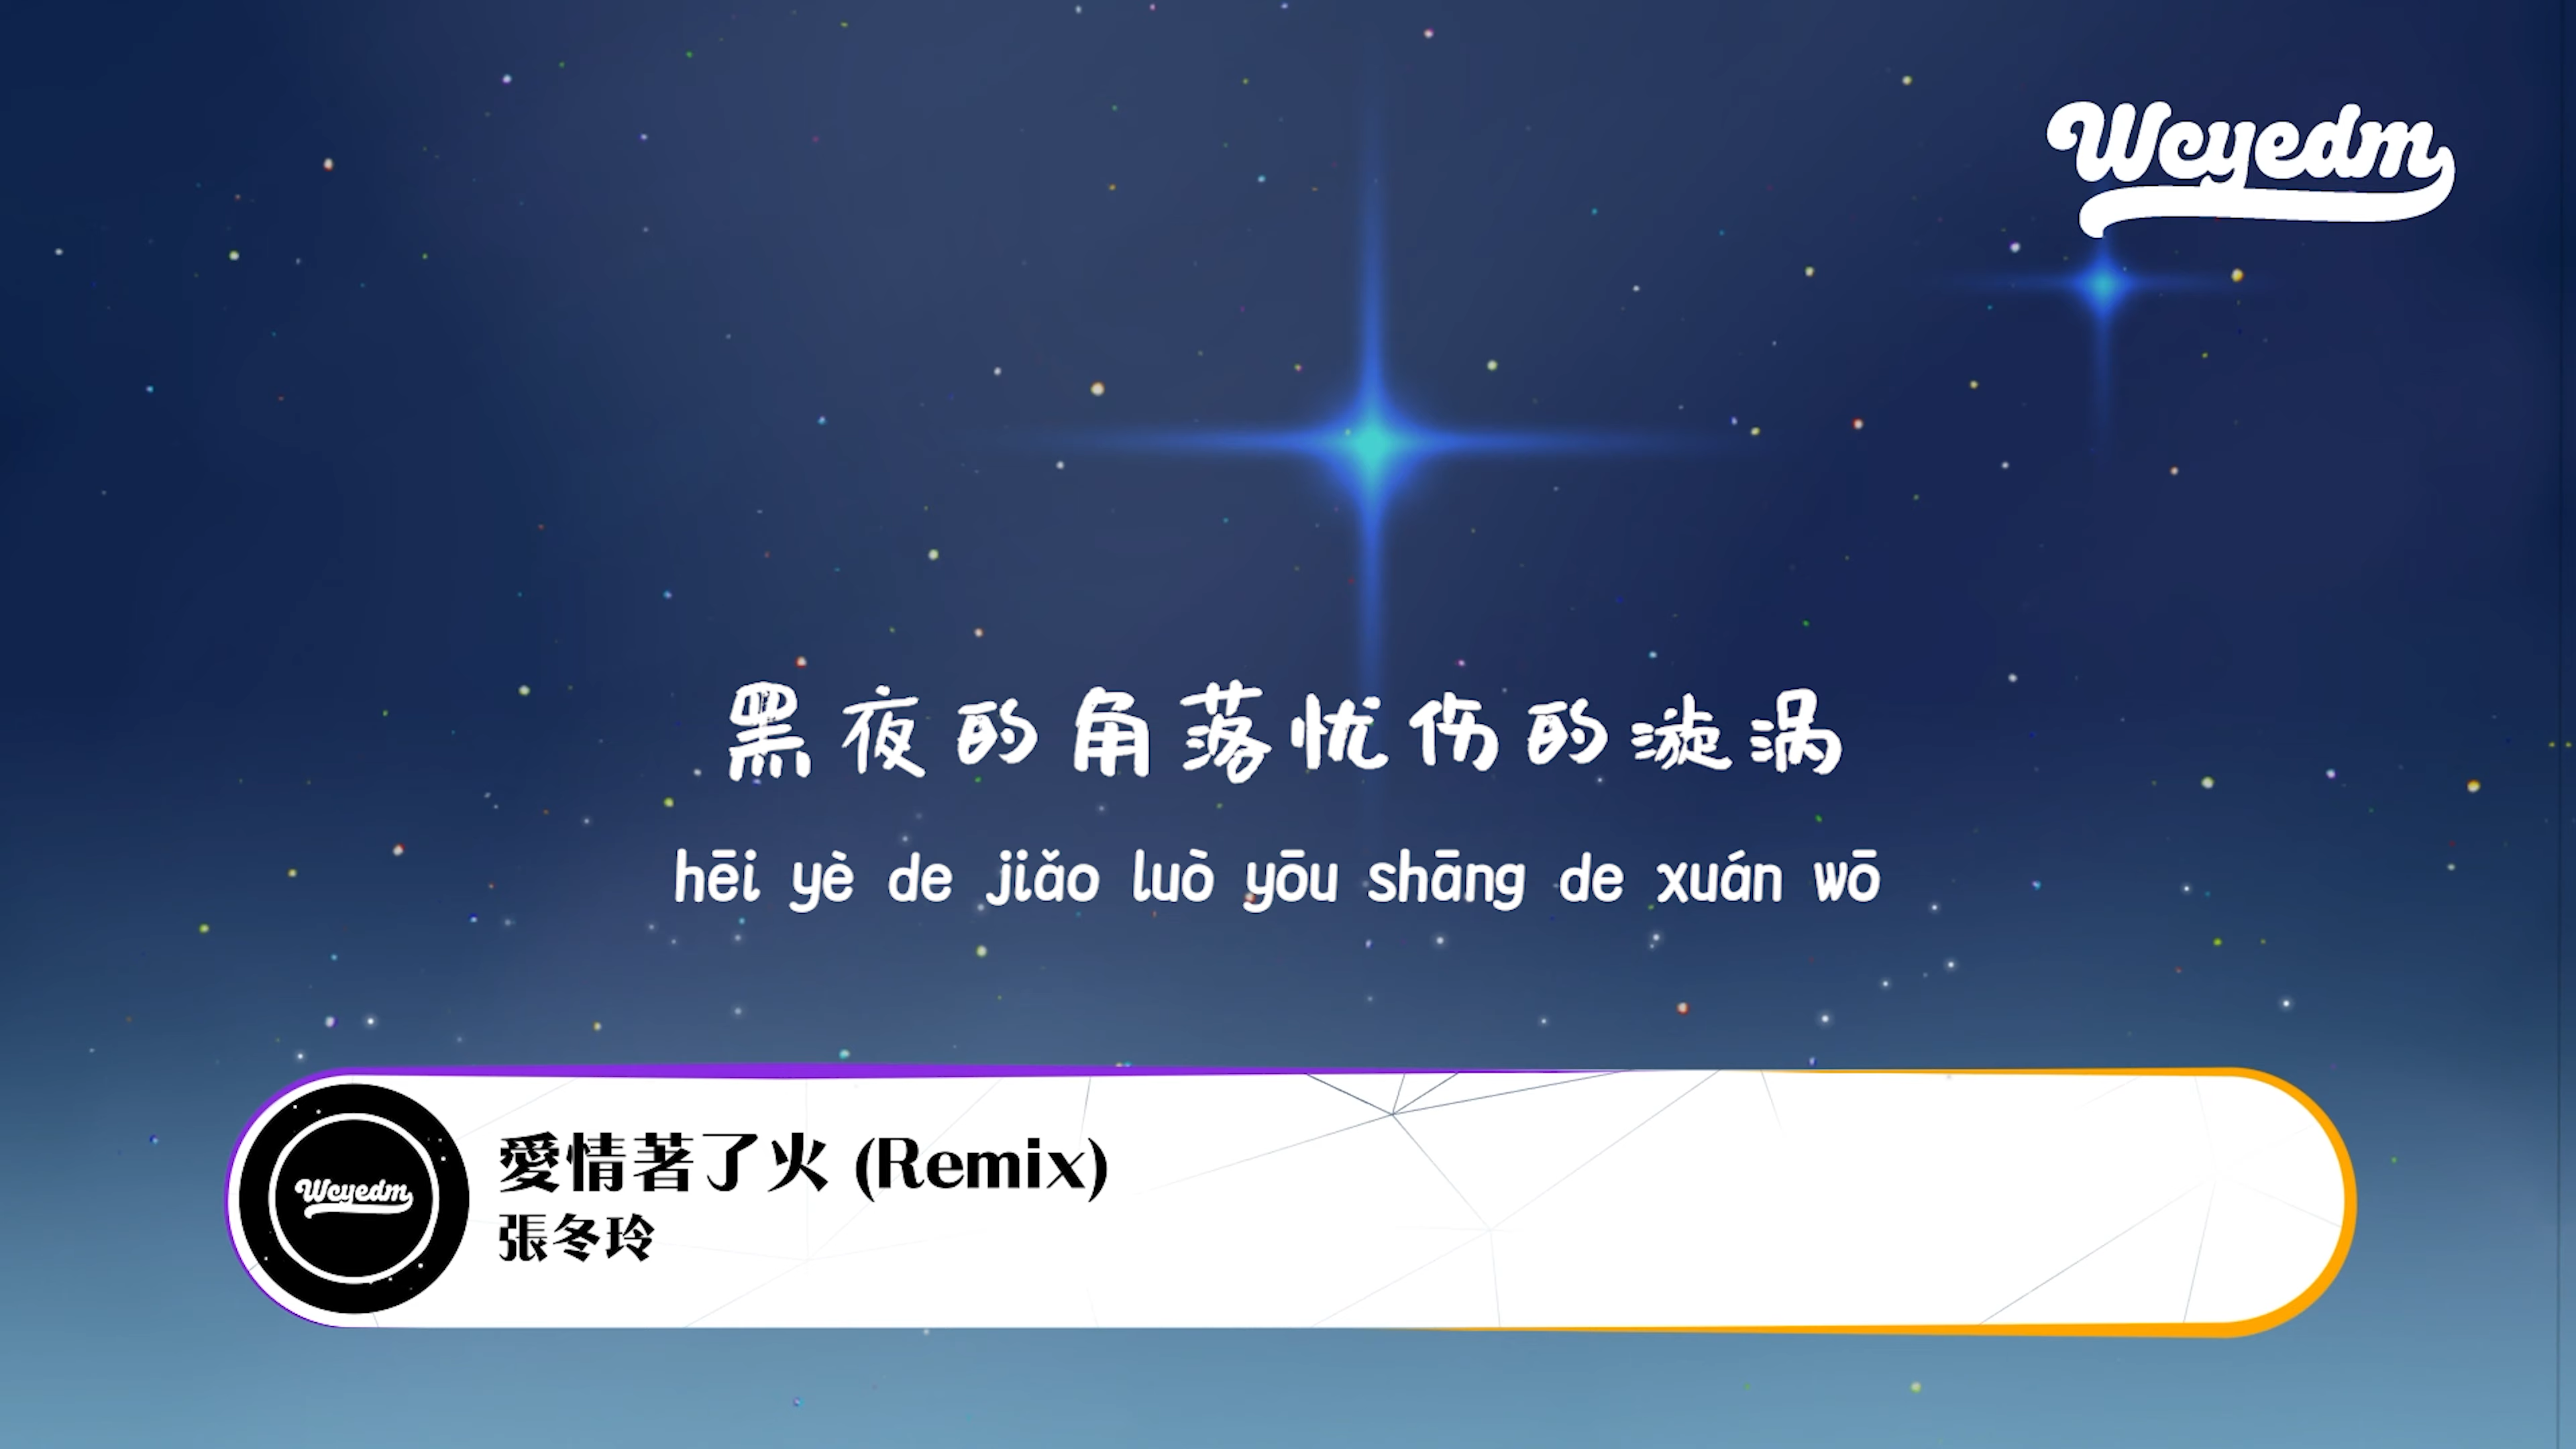 Wcyedm
黑夜的角落忧伤的漩涡
hēi yè de jiǎo luò yōu shāng de xuán wō
愛情著了火 (Remix)
張冬玲
Wcyedm